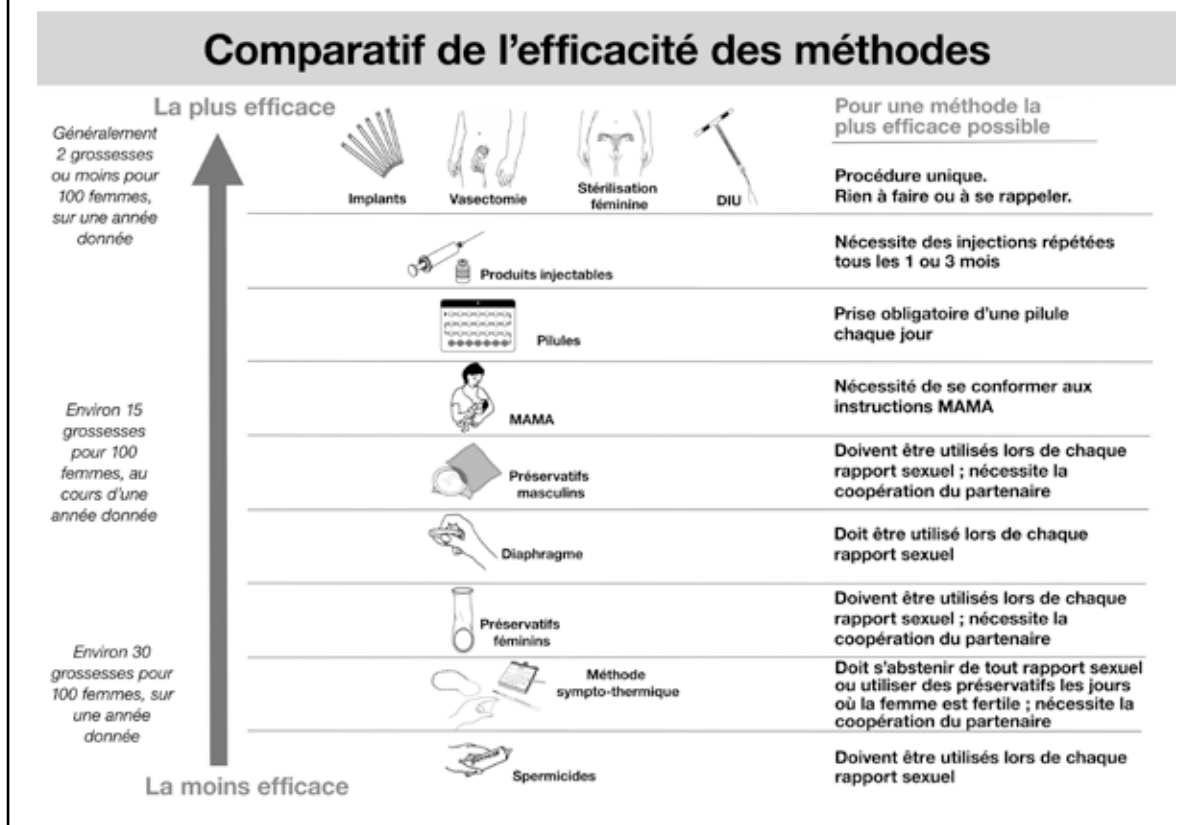 Comparatif de l’efficacité des méthodes
La plus efficace
Généralement
2 grossesses
ou moins pour
100 femmes,
sur une année
donnée
Pour une méthode la
plus efficace possible
Implants
Vasectomie
Stérilisation
féminine
DIU
Procédure unique.
Rien à faire ou à se rappeler.
Produits injectables
Nécessite des injections répétées
tous les 1 ou 3 mois
Pilules
Prise obligatoire d’une pilule
chaque jour
MAMA
Nécessité de se conformer aux
instructions MAMA
Environ 15
grossesses
pour 100
femmes, au
cours d’une
année donnée
Préservatifs
masculins
Doivent être utilisés lors de chaque
rapport sexuel ; nécessite la
coopération du partenaire
Diaphragme
Doit être utilisé lors de chaque
rapport sexuel
Préservatifs
féminins
Doivent être utilisés lors de chaque
rapport sexuel ; nécessite la
coopération du partenaire
Environ 30
grossesses pour
100 femmes, sur
une année
donnée
Méthode
sympto-thermique
Doit s’abstenir de tout rapport sexuel
ou utiliser des préservatifs les jours
où la femme est fertile ; nécessite la
coopération du partenaire
Spermicides
Doivent être utilisés lors de chaque
rapport sexuel
La moins efficace